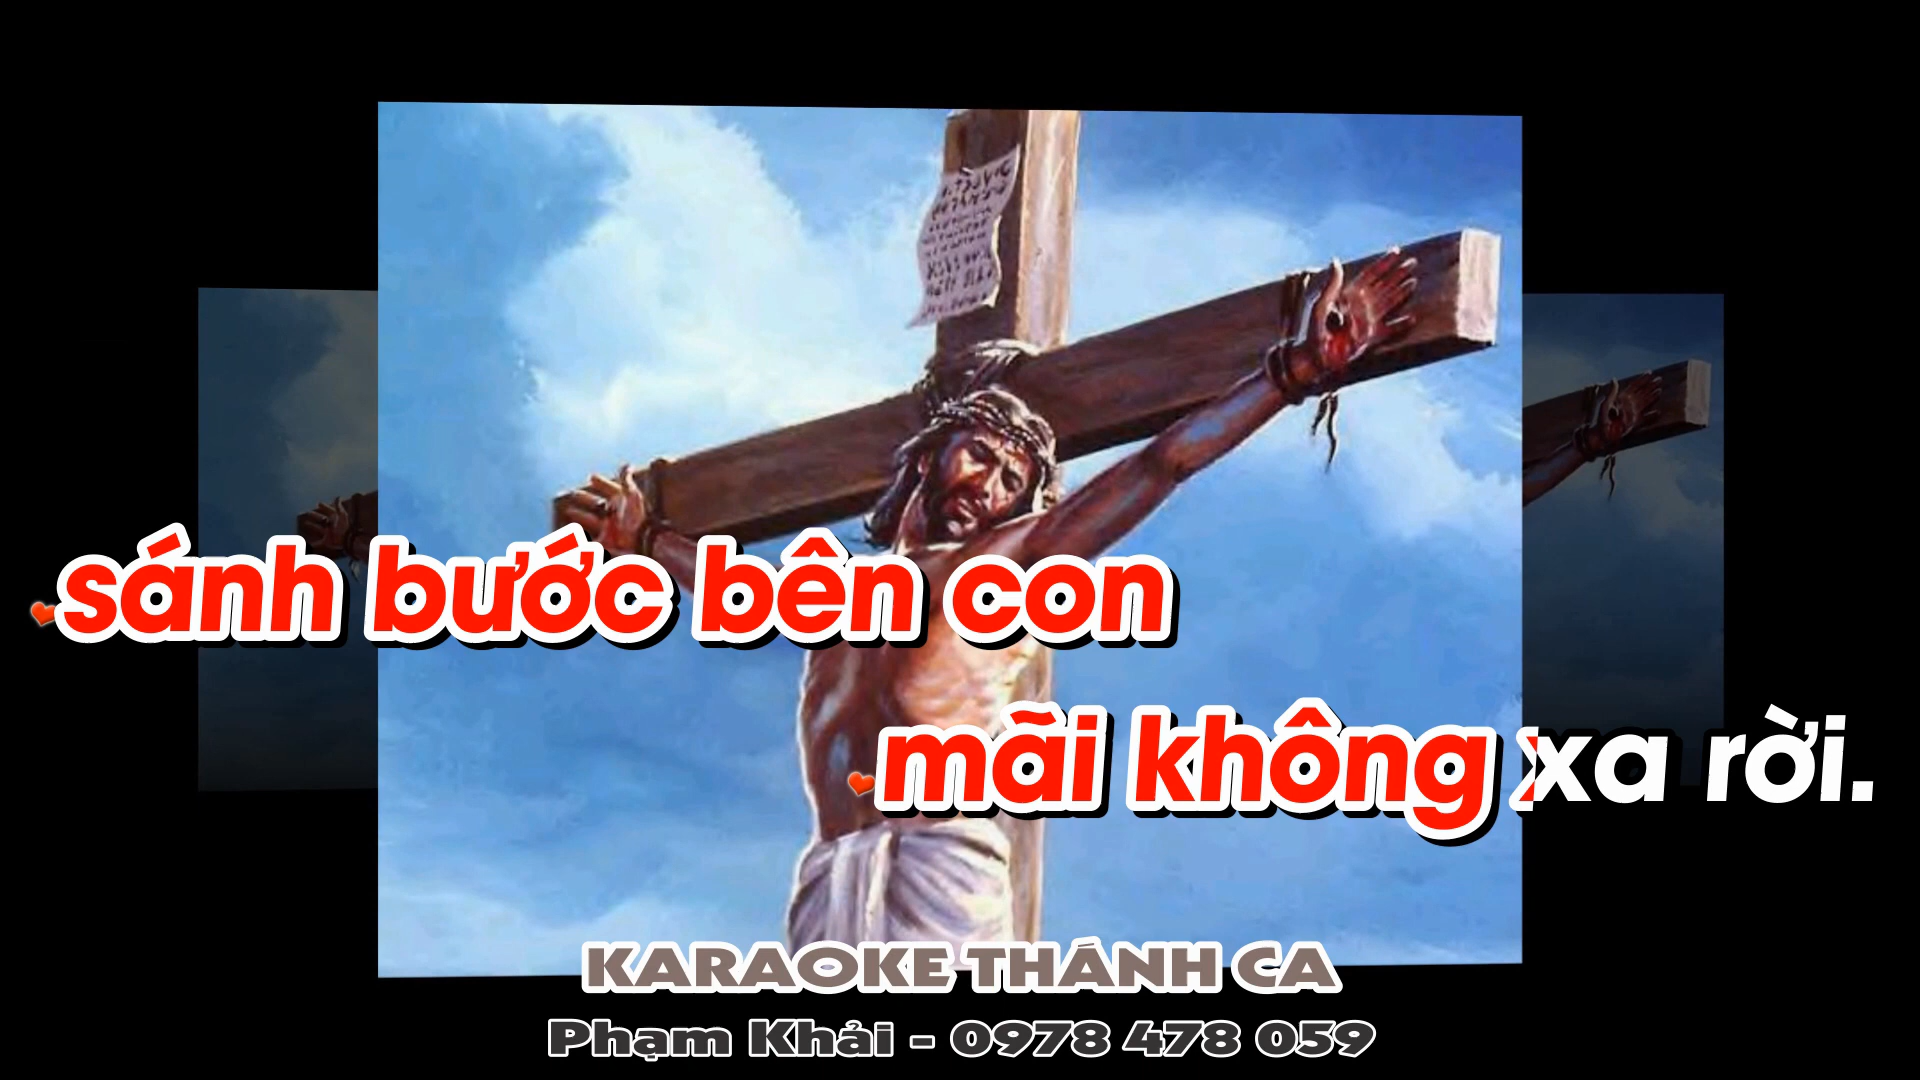 sánh bước bên con
mãi không xa rời.
KARAOKE THÁNH CA
Phạm Khải - 0978 478 059